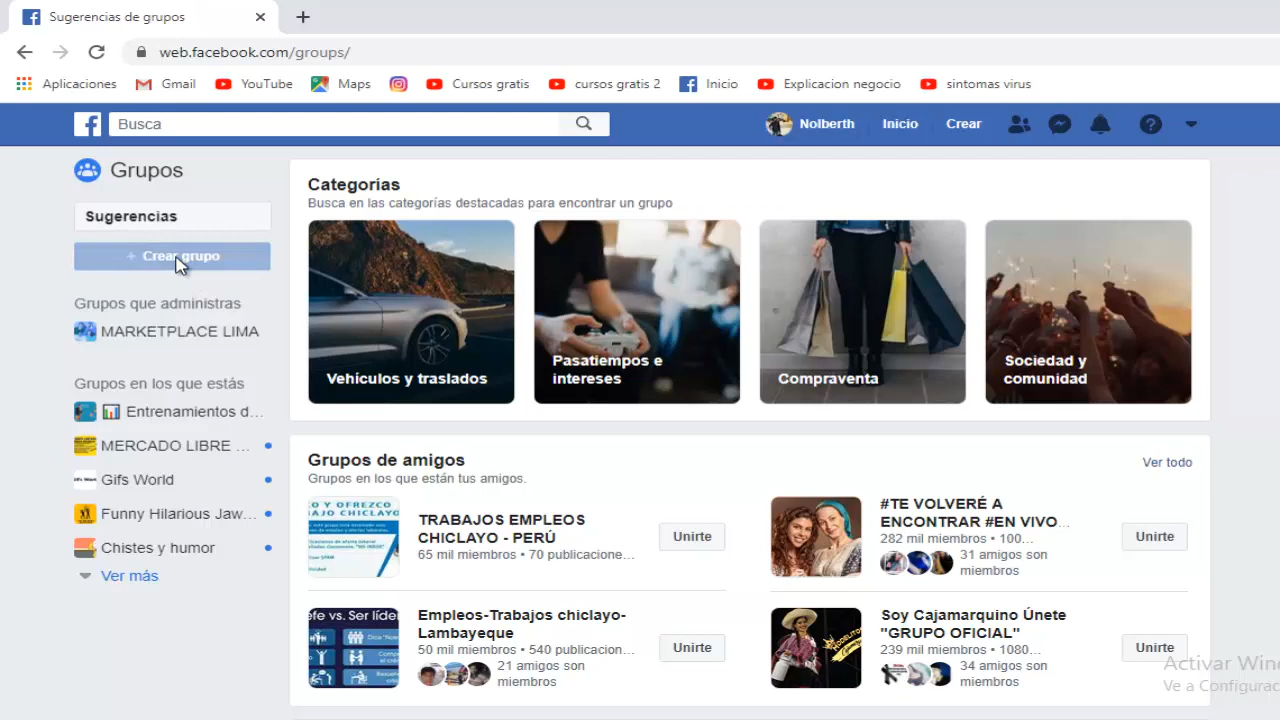 Sugerencias de grupos
web.facebook.com/groups/
Aplicaciones
Gmail
YouTube
Maps
Cursos gratis
cursos gratis 2
Inicio
Explicacion negocio
sintomas virus
Busca
Nolberth
Inicio
Crear
Grupos
Sugerencias
+ Crear grupo
Grupos que administras
MARKETPLACE LIMA
Grupos en los que estás
Entrenamientos d...
MERCADO LIBRE ...
Gifs World
Funny Hilarious Jaw...
Chistes y humor
Ver más
Categorías
Busca en las categorías destacadas para encontrar un grupo
Vehículos y traslados
Pasatiempos e
intereses
Compraventa
Sociedad y
comunidad
Grupos de amigos
Grupos en los que están tus amigos.
Ver todo
TRABAJOS EMPLEOS
CHICLAYO - PERÚ
65 mil miembros • 70 publicacione...
Unirte
#TE VOLVERÉ A
ENCONTRAR #EN VIVO...
282 mil miembros • 100...
31 amigos son
miembros
Unirte
Empleos-Trabajos chiclayo-
Lambayeque
50 mil miembros • 540 publicacion...
21 amigos son
miembros
Unirte
Soy Cajamarquino Únete
"GRUPO OFICIAL"
239 mil miembros • 1080...
34 amigos son
miembros
Unirte
Activar Win
Ve a Configurac